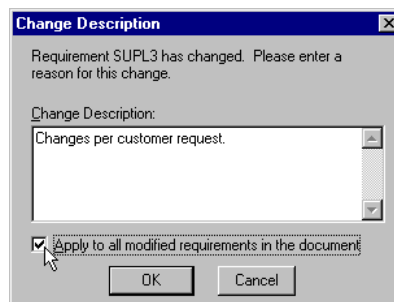 Change Description
Requirement SUPL3 has changed. Please enter a
reason for this change.
Change Description:
Changes per customer request.
Apply to all modified requirements in the document
OK
Cancel